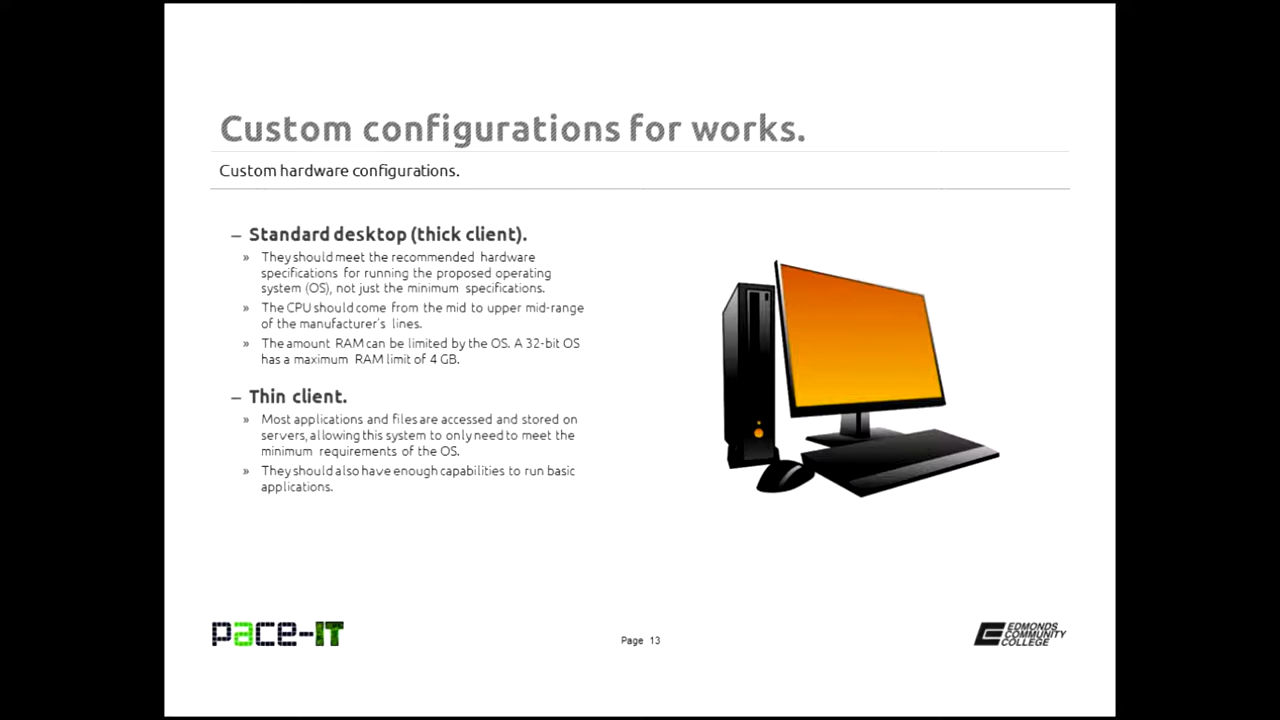 Custom configurations for works.
Custom hardware configurations.
– Standard desktop (thick client).
» They should meet the recommended hardware
specifications for running the proposed operating
system (OS), not just the minimum specifications.
» The CPU should come from the mid to upper mid-range
of the manufacturer's lines.
» The amount RAM can be limited by the OS. A 32-bit OS
has a maximum RAM limit of 4 GB.
– Thin client.
» Most applications and files are accessed and stored on
servers, allowing this system to only need to meet the
minimum requirements of the OS.
» They should also have enough capabilities to run basic
applications.
pace-IT
Page 13
EDMONDS
COMMUNITY
COLLEGE